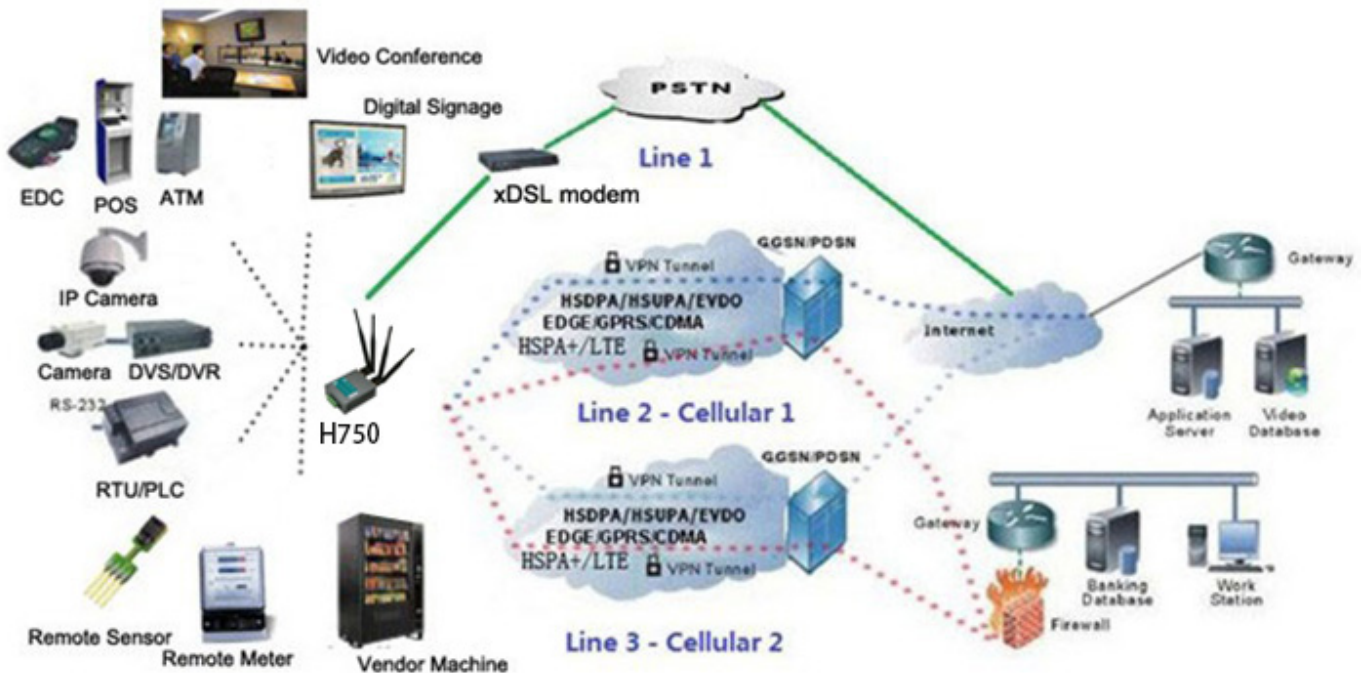 Video Conference
PSTN
Digital Signage
Line 1
xDSL modem
EDC
POS
ATM
GGSN/PDSN
Gateway
VPN Tunnel
IP Camera
HSDPA/HSUPA/EVDO
EDGE/GPRS/CDMA
HSPA+/LTE
VPN Tunnel
Internet
Camera
DVS/DVR
RS-232
Line 2 - Cellular 1
Application
Server
Video
Database
H750
GGSN/PDSN
RTU/PLC
VPN Tunnel
HSDPA/HSUPA/EVDO
EDGE/GPRS/CDMA
HSPA+/LTE
VPN Tunnel
Gateway
Banking
Database
Work
Station
Firewall
Remote Sensor
Remote Meter
Vendor Machine
Line 3 - Cellular 2